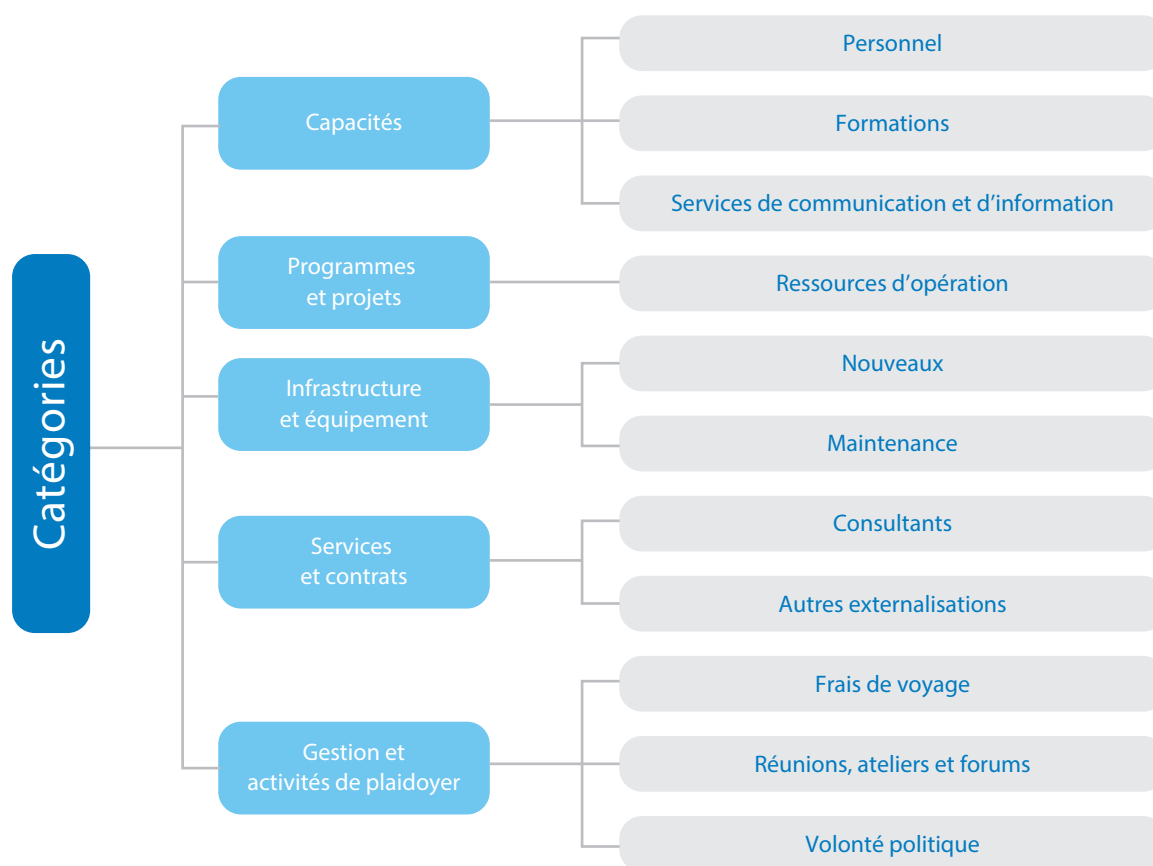 Catégories
Capacités
Personnel
Formations
Services de communication et d’information
Programmes
et projets
Ressources d’opération
Infrastructure
et équipement
Nouveaux
Maintenance
Services
et contrats
Consultants
Autres externalisations
Gestion et
activités de plaidoyer
Frais de voyage
Réunions, ateliers et forums
Volonté politique